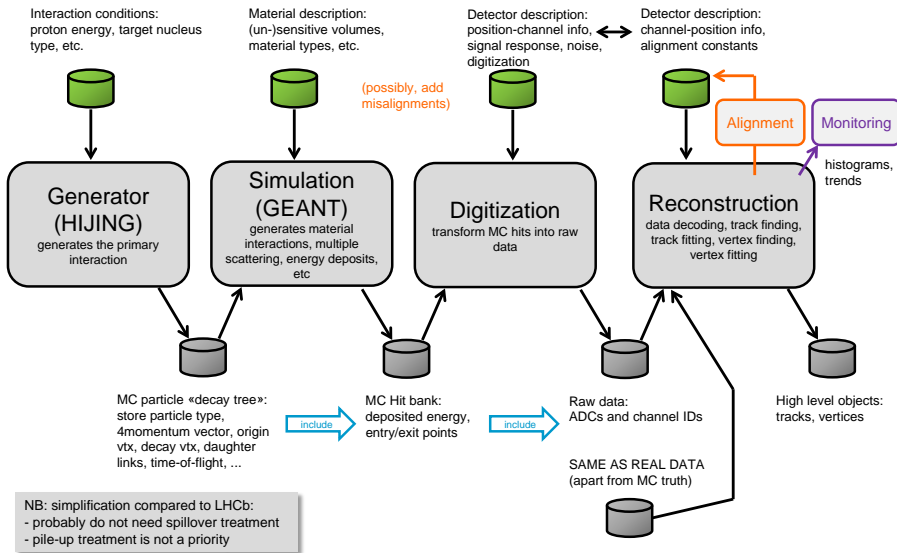 Interaction conditions:
proton energy, target nucleus
type, etc.
Material description:
(un-)sensitive volumes,
material types, etc.
Detector description:
position-channel info,
signal response, noise,
digitization
Detector description:
channel-position info,
alignment constants
(possibly, add
misalignments)
Alignment
Monitoring
histograms,
trends
Generator
(HIJING)
generates the primary
interaction
Simulation
(GEANT)
generates material
interactions, multiple
scattering, energy deposits,
etc
Digitization
transform MC hits into raw
data
Reconstruction
data decoding, track finding,
track fitting, vertex finding,
vertex fitting
MC particle «decay tree»:
store particle type,
4momentum vector, origin
vtx, decay vtx, daughter
links, time-of-flight, ...
include
MC Hit bank:
deposited energy,
entry/exit points
include
Raw data:
ADCs and channel IDs
High level objects:
tracks, vertices
SAME AS REAL DATA
(apart from MC truth)
NB: simplification compared to LHCb:
- probably do not need spillover treatment
- pile-up treatment is not a priority